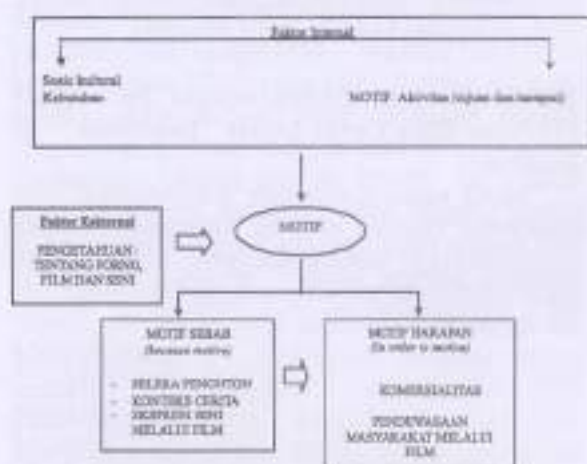 Faktor Internal
Sosio kultural
Kebutuhan
MOTIF Aktivitas (tujuan dan harapan)
Faktor Eksternal
PENGETAHUAN
TENTANG PORNO,
FILM DAN SENI
MOTIF
MOTIF SEBAB
(because motive)
- SELERA PENONTON
- KONTEKS CERITA
- EKSPRESI SENI
MELALUI FILM
MOTIF HARAPAN
(in order to motive)
KOMERSIALITAS
PENDEWASAAN
MASYARAKAT MELALUI
FILM